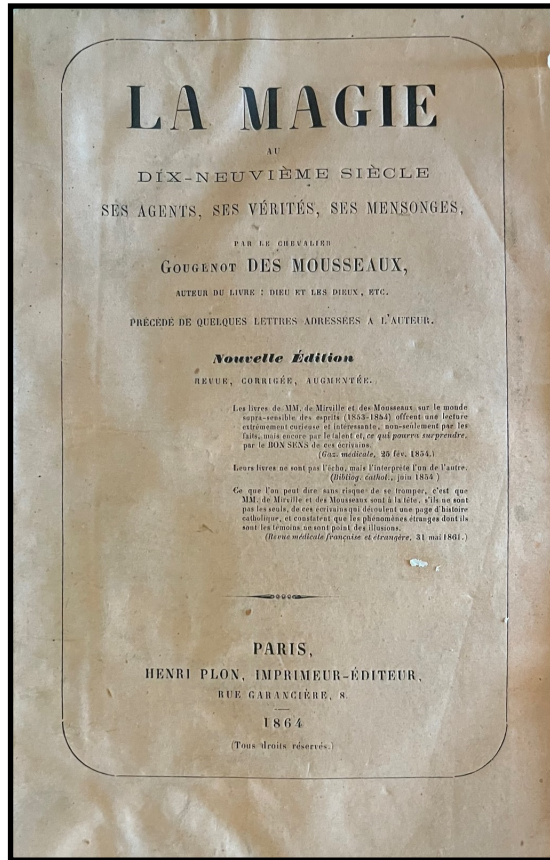 LA MAGIE
AU
DIX-NEUVIÈME SIÈCLE
SES AGENTS, SES VÉRITÉS, SES MENSONGES,
PAR LE CHEVALIER
GOUGENOT DES MOUSSEAUX,
AUTEUR DU LIVRE : DIEU ET LES DIEUX, ETC.
PRÉCÉDÉ DE QUELQUES LETTRES ADRESSÉES A L'AUTEUR.
Nouvelle Édition
REVUE, CORRIGÉE, AUGMENTÉE.
Les livres de MM. de Mirville et des Mousseaux sur le monde
supra-sensible des esprits (1853-1854) offrent une lecture
extrêmement curieuse et intéressante, non-seulement par les
faits, mais encore par le talent et, ce qui pourra surprendre,
par le BON SENS de ces écrivains.
(Gaz. médicale, 25 fév. 1854.)
Leurs livres ne sont pas l'écho, mais l'interprète l'un de l'autre.
(Bibliog. cathol., juin 1854)
Ce que l'on peut dire sans risque de se tromper, c'est que
MM. de Mirville et des Mousseaux sont à la tête, s'ils ne sont
pas les seuls, de ces écrivains qui déroulent une page d'histoire
catholique, et constatent que les phénomènes étranges dont ils
sont les témoins ne sont point des illusions.
(Revue médicale française et étrangère, 31 mai 1861.)
PARIS,
HENRI PLON, IMPRIMEUR-ÉDITEUR,
RUE GARANCIÈRE, 8.
1864
(Tous droits réservés.)